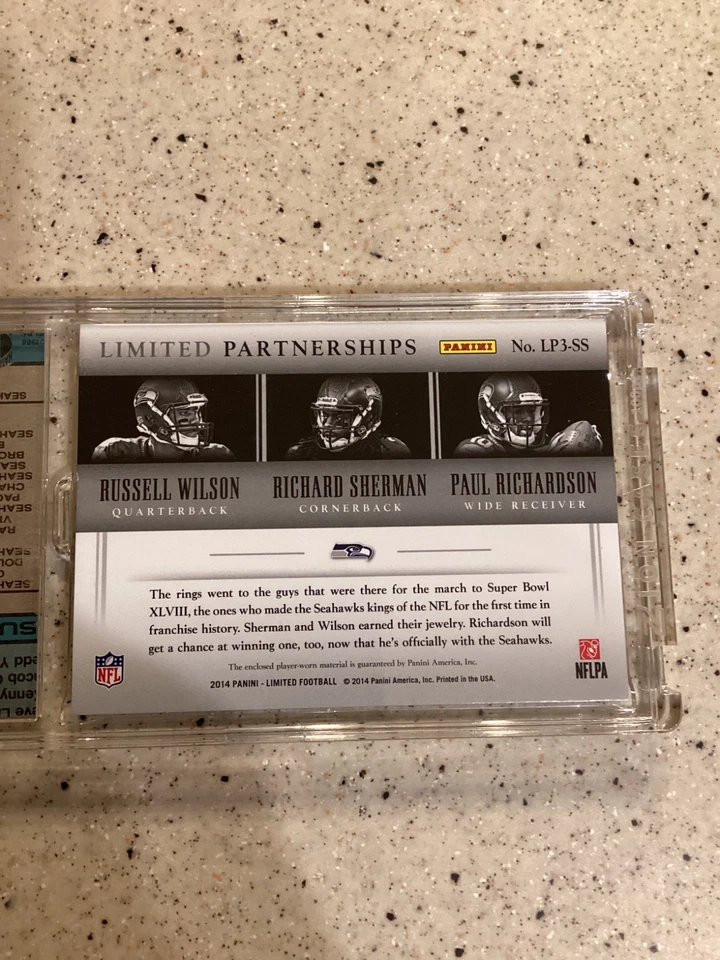 LIMITED PARTNERSHIPS PANINI No. LP3-SS
RUSSELL WILSON RICHARD SHERMAN PAUL RICHARDSON
QUARTERBACK CORNERBACK WIDE RECEIVER
The rings went to the guys that were there for the march to Super Bowl
XLVIII, the ones who made the Seahawks kings of the NFL for the first time in
franchise history. Sherman and Wilson earned their jewelry. Richardson will
get a chance at winning one, too, now that he's officially with the Seahawks.
The enclosed player-worn material is guaranteed by Panini America, Inc.
2014 PANINI - LIMITED FOOTBALL © 2014 Panini America, Inc. Printed in the USA.
NFL
NFLPA
1988
SEAH
SEAH
SEAH
SEAH